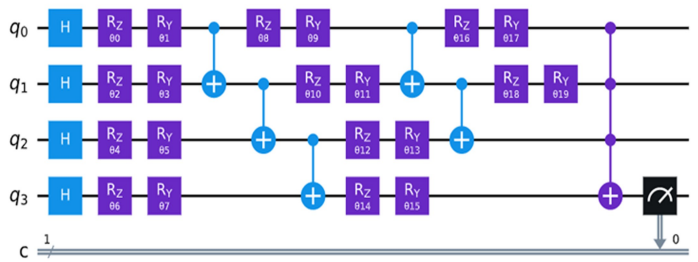 q0 H RZ θ0 RY θ1 RZ θ8 RY θ9 RZ θ16 RY θ17
q1 H RZ θ2 RY θ3 RZ θ10 RY θ11 RZ θ18 RY θ19
q2 H RZ θ4 RY θ5 RZ θ12 RY θ13
q3 H RZ θ6 RY θ7 RZ θ14 RY θ15
c 1 0